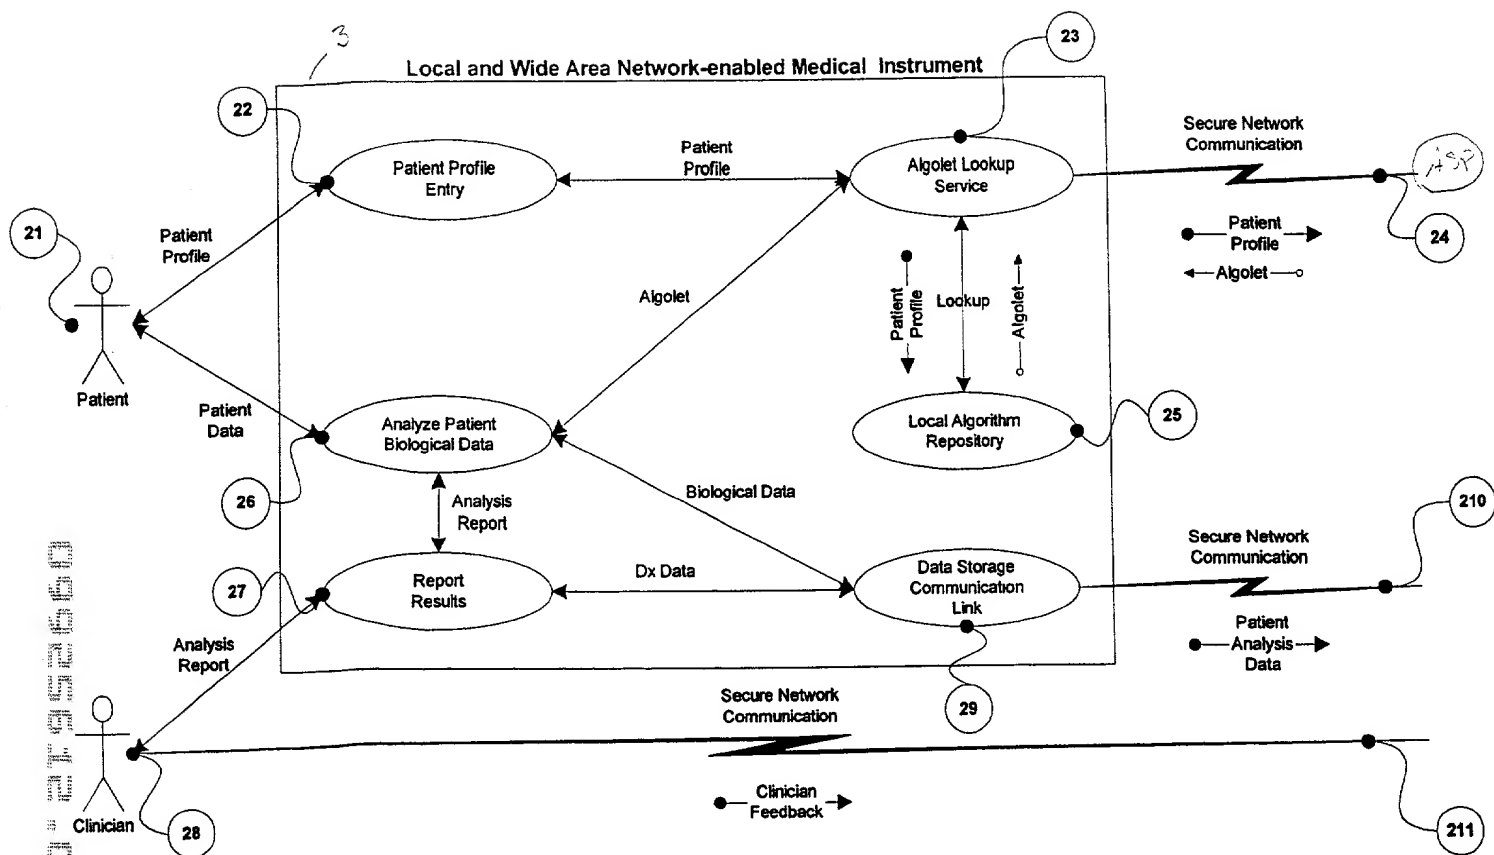 3
23
Local and Wide Area Network-enabled Medical Instrument
22
Patient Profile
Entry
Patient
Profile
Algolet Lookup
Service
Secure Network
Communication
ASP
24
Patient
Profile
Algolet
21
Patient
Profile
Patient
Algolet
Patient
Profile
Lookup
Algolet
Patient
Data
Analyze Patient
Biological Data
Local Algorithm
Repository
25
26
Analysis
Report
Biological Data
210
Secure Network
Communication
27
Report
Results
Dx Data
Data Storage
Communication
Link
Patient
Analysis
Data
Analysis
Report
29
Secure Network
Communication
Clinician
28
Clinician
Feedback
211